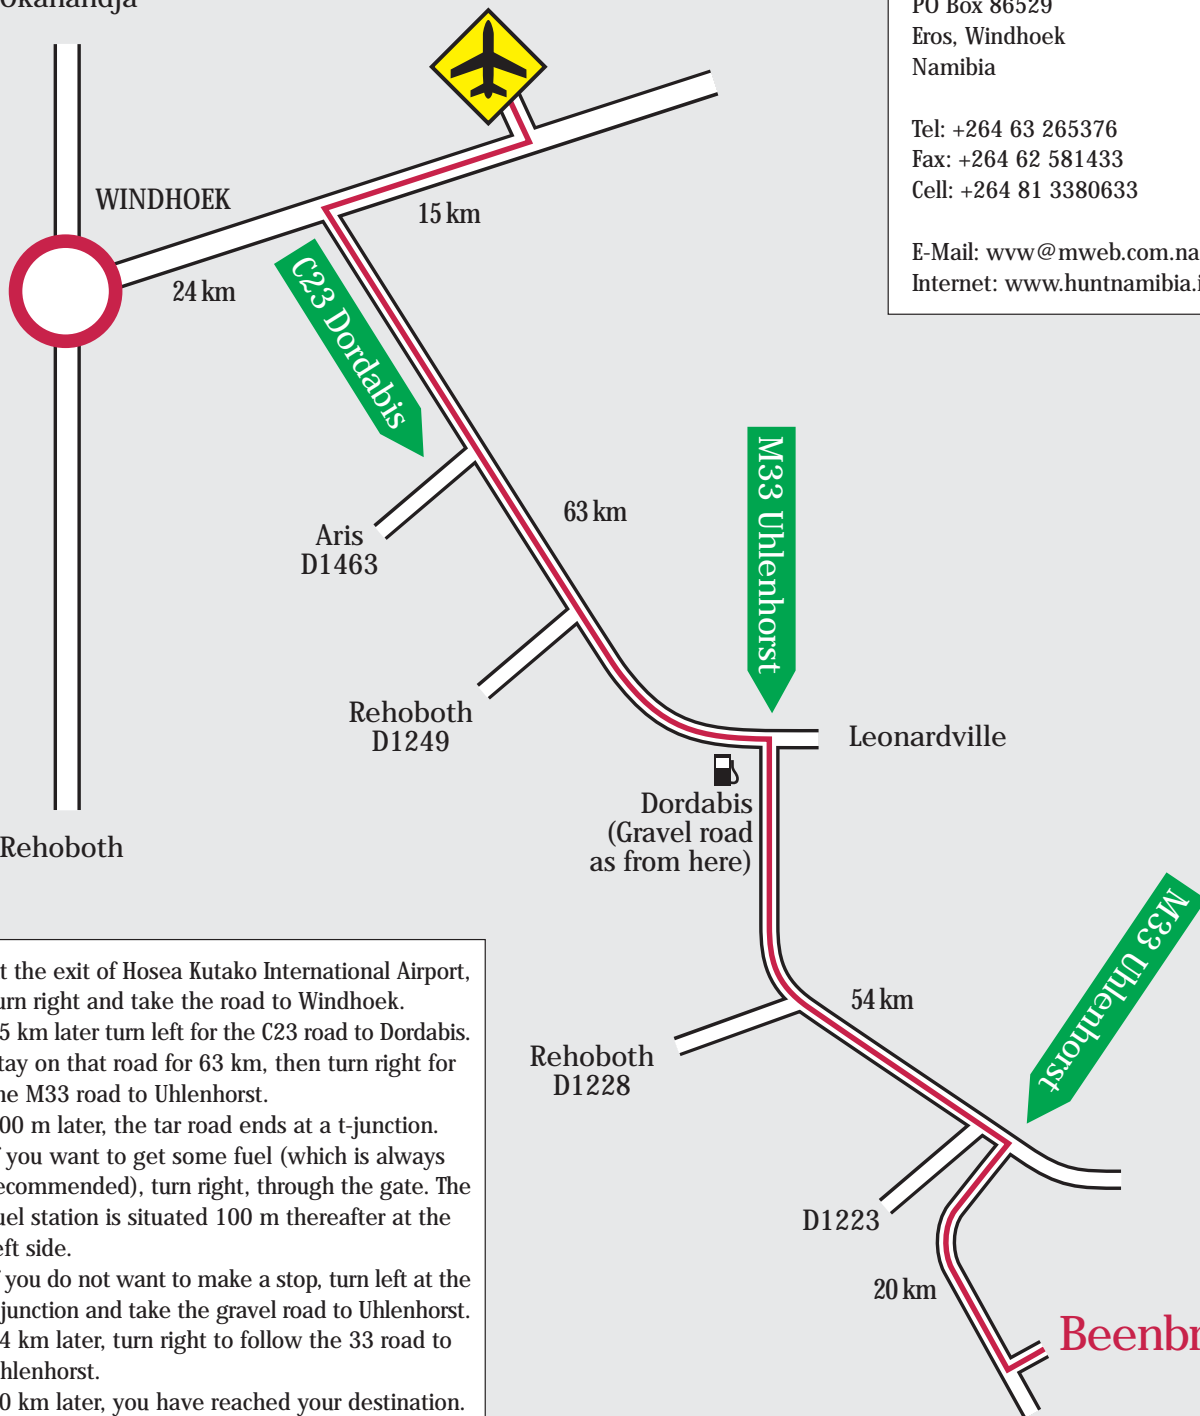 Okahandja
PO Box 86529
Eros, Windhoek
Namibia
Tel: +264 63 265376
Fax: +264 62 581433
Cell: +264 81 3380633
E-Mail: vwv@mweb.com.na
Internet: www.huntnamibia.i
WINDHOEK
15 km
24 km
C23 Dordabis
63 km
M33 Uhlenhorst
Aris
D1463
Rehoboth
D1249
Leonardville
Dordabis
(Gravel road
as from here)
Rehoboth
M33 Uhlenhorst
54 km
Rehoboth
D1228
D1223
20 km
Beenbr
t the exit of Hosea Kutako International Airport,
urn right and take the road to Windhoek.
5 km later turn left for the C23 road to Dordabis.
tay on that road for 63 km, then turn right for
he M33 road to Uhlenhorst.
00 m later, the tar road ends at a t-junction.
f you want to get some fuel (which is always
ecommended), turn right, through the gate. The
uel station is situated 100 m thereafter at the
eft side.
f you do not want to make a stop, turn left at the
junction and take the gravel road to Uhlenhorst.
4 km later, turn right to follow the 33 road to
hlenhorst.
0 km later, you have reached your destination.